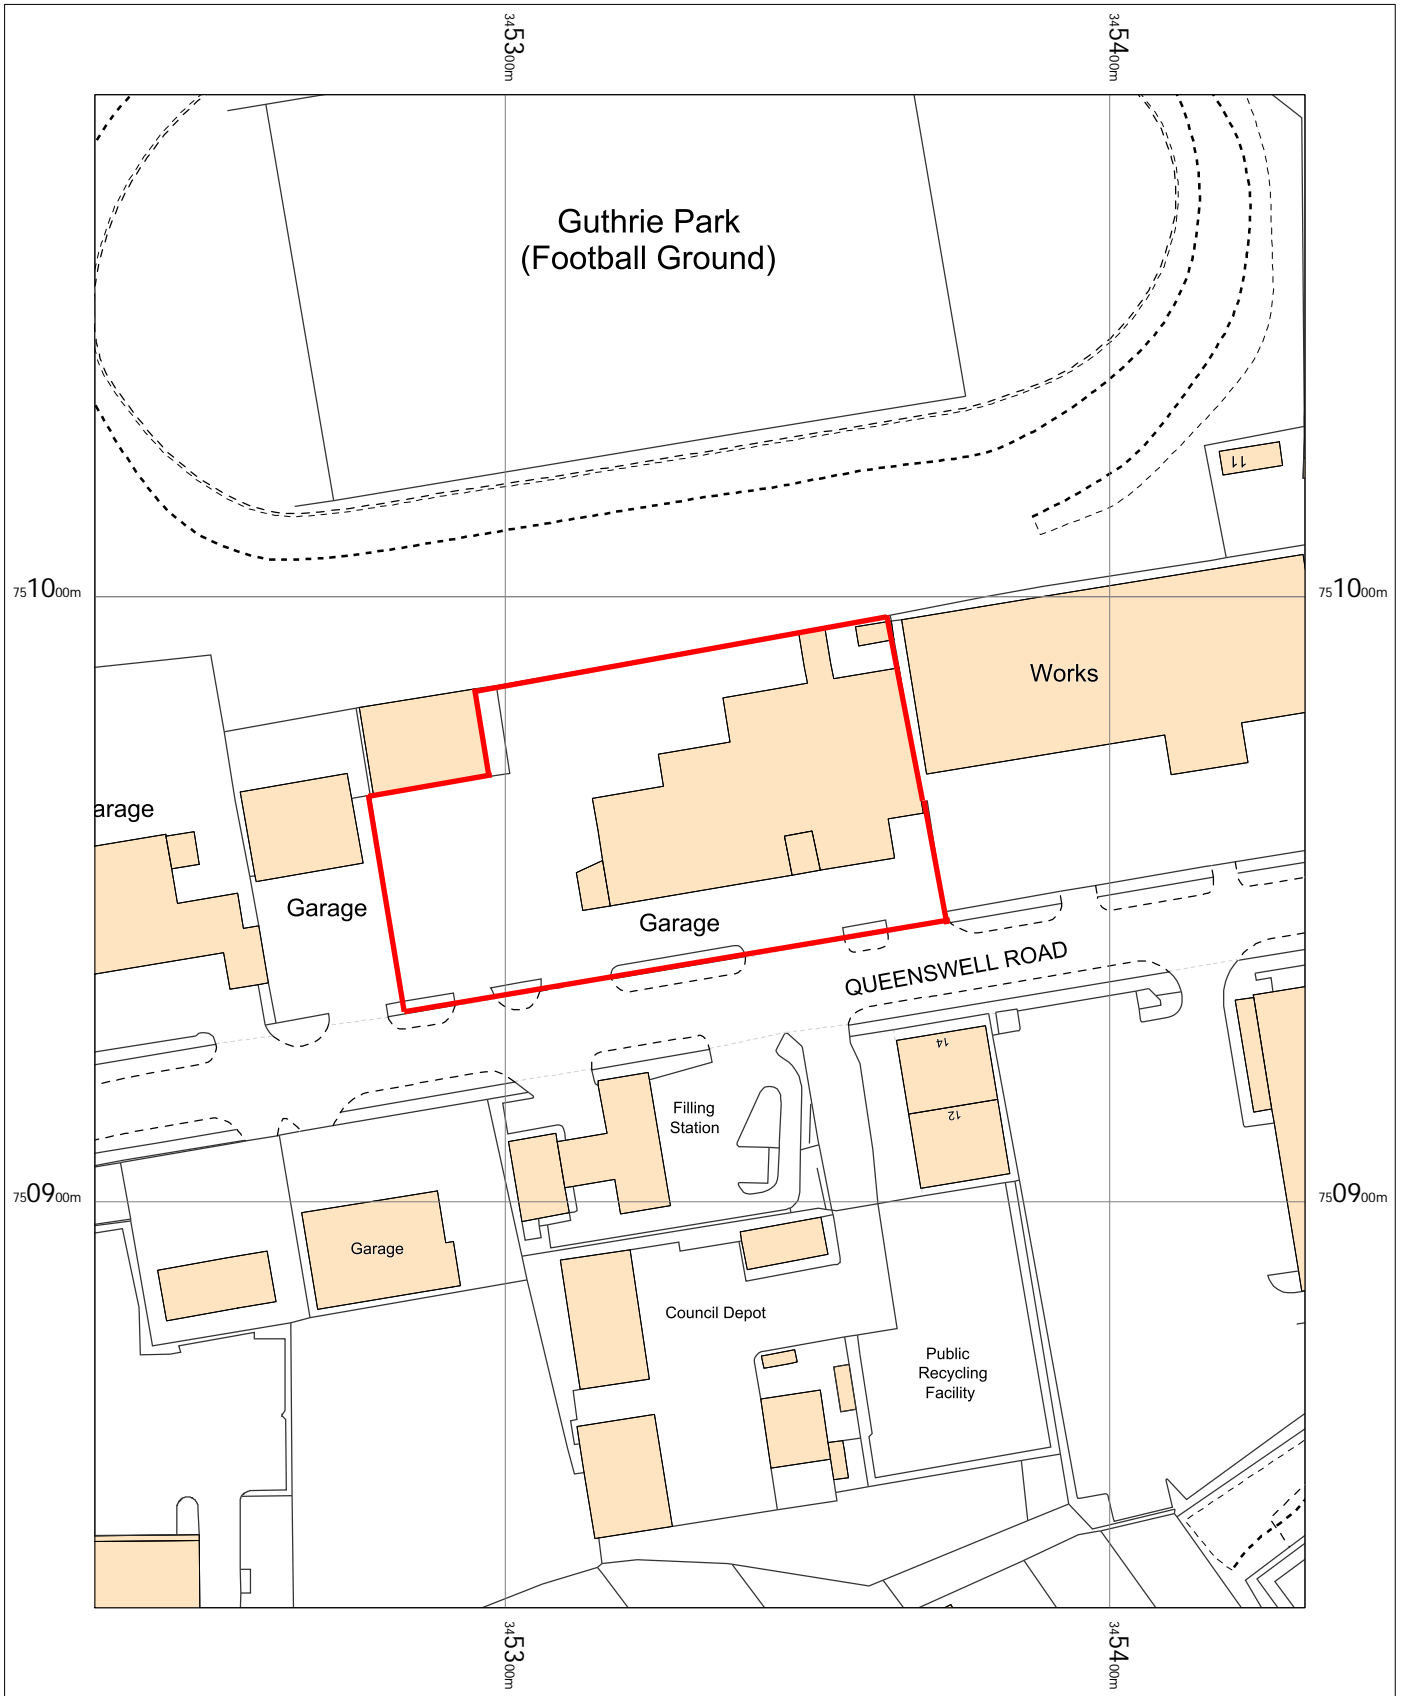 345300m
345400m
Guthrie Park
(Football Ground)
11
751000m
751000m
Works
arage
Garage
Garage
QUEENSWELL ROAD
14
12
Filling
Station
750900m
750900m
Garage
Council Depot
Public
Recycling
Facility
345300m
345400m